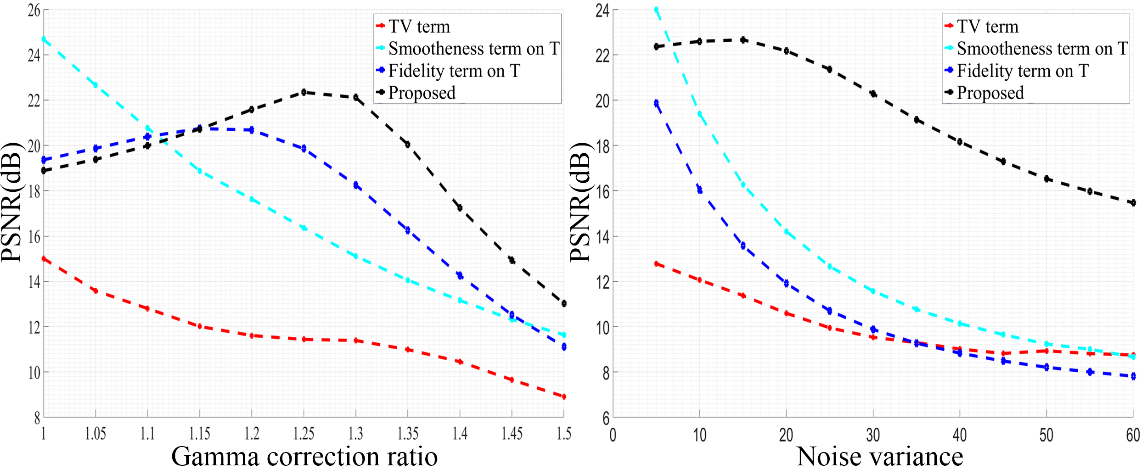 26
24
22
20
18
16
14
12
10
8
PSNR(dB)
TV term
Smootheness term on T
Fidelity term on T
Proposed
1 1.05 1.1 1.15 1.2 1.25 1.3 1.35 1.4 1.45 1.5
Gamma correction ratio
24
22
20
18
16
14
12
10
8
6
PSNR(dB)
TV term
Smootheness term on T
Fidelity term on T
Proposed
0 10 20 30 40 50 60
Noise variance